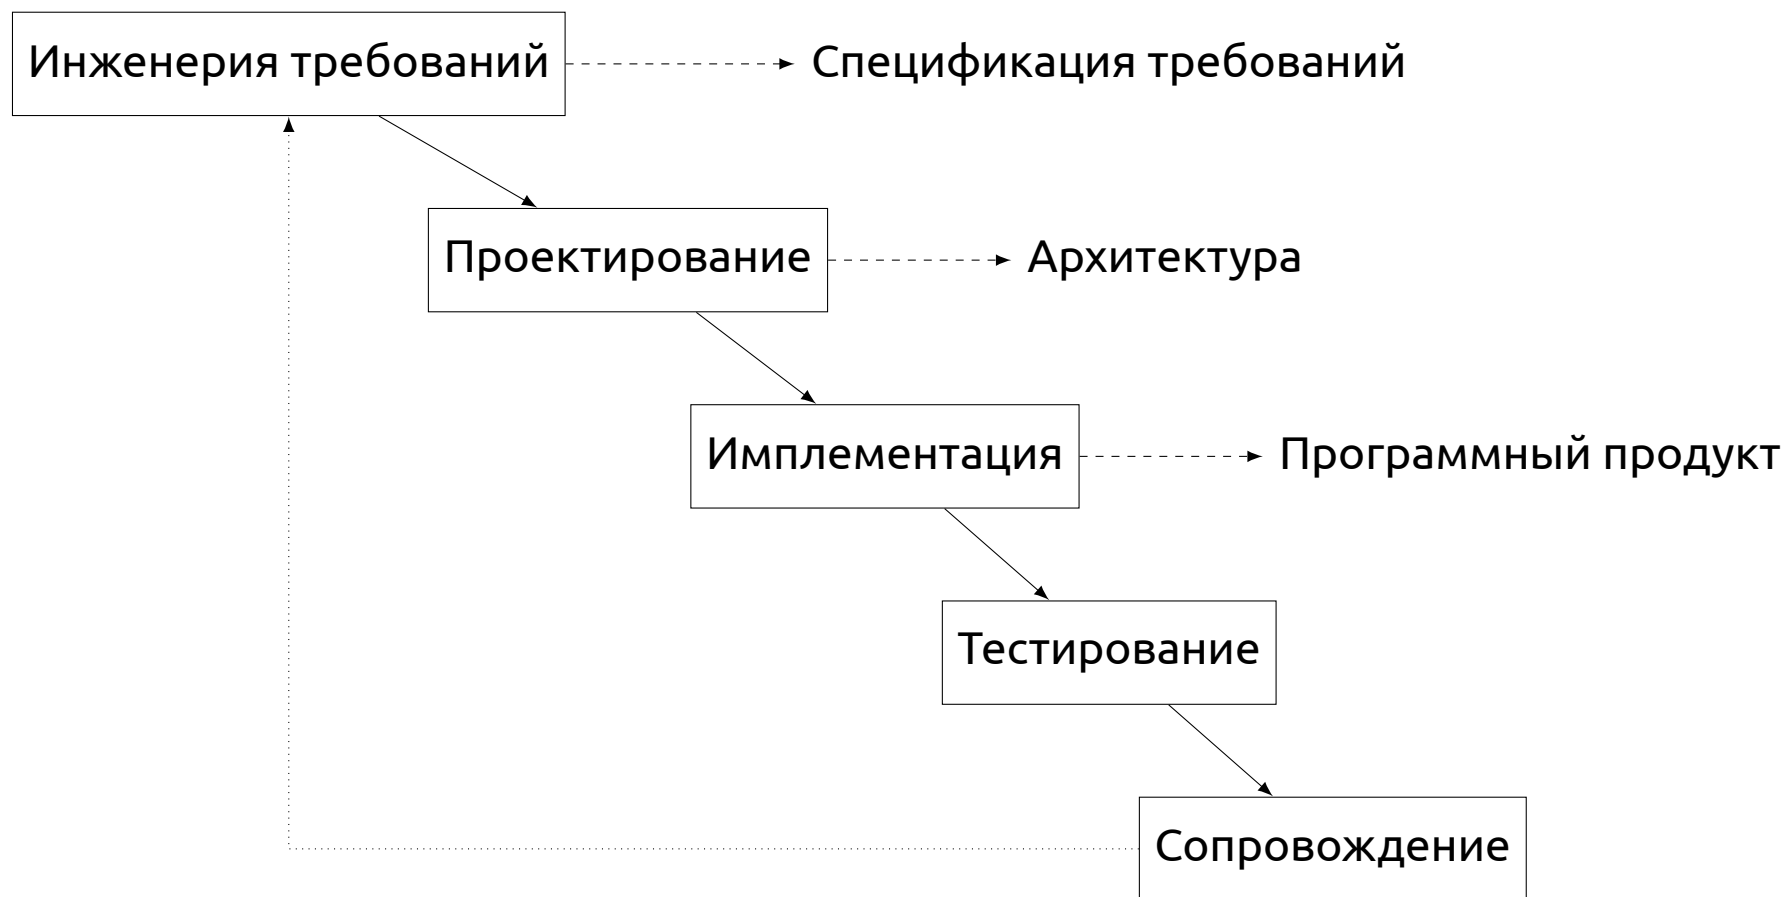 Инженерия требований
Спецификация требований
Проектирование
Архитектура
Имплементация
Программный продукт
Тестирование
Сопровождение